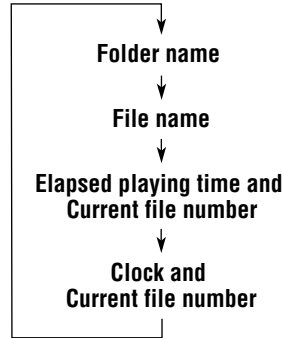 Folder name
File name
Elapsed playing time and
Current file number
Clock and
Current file number